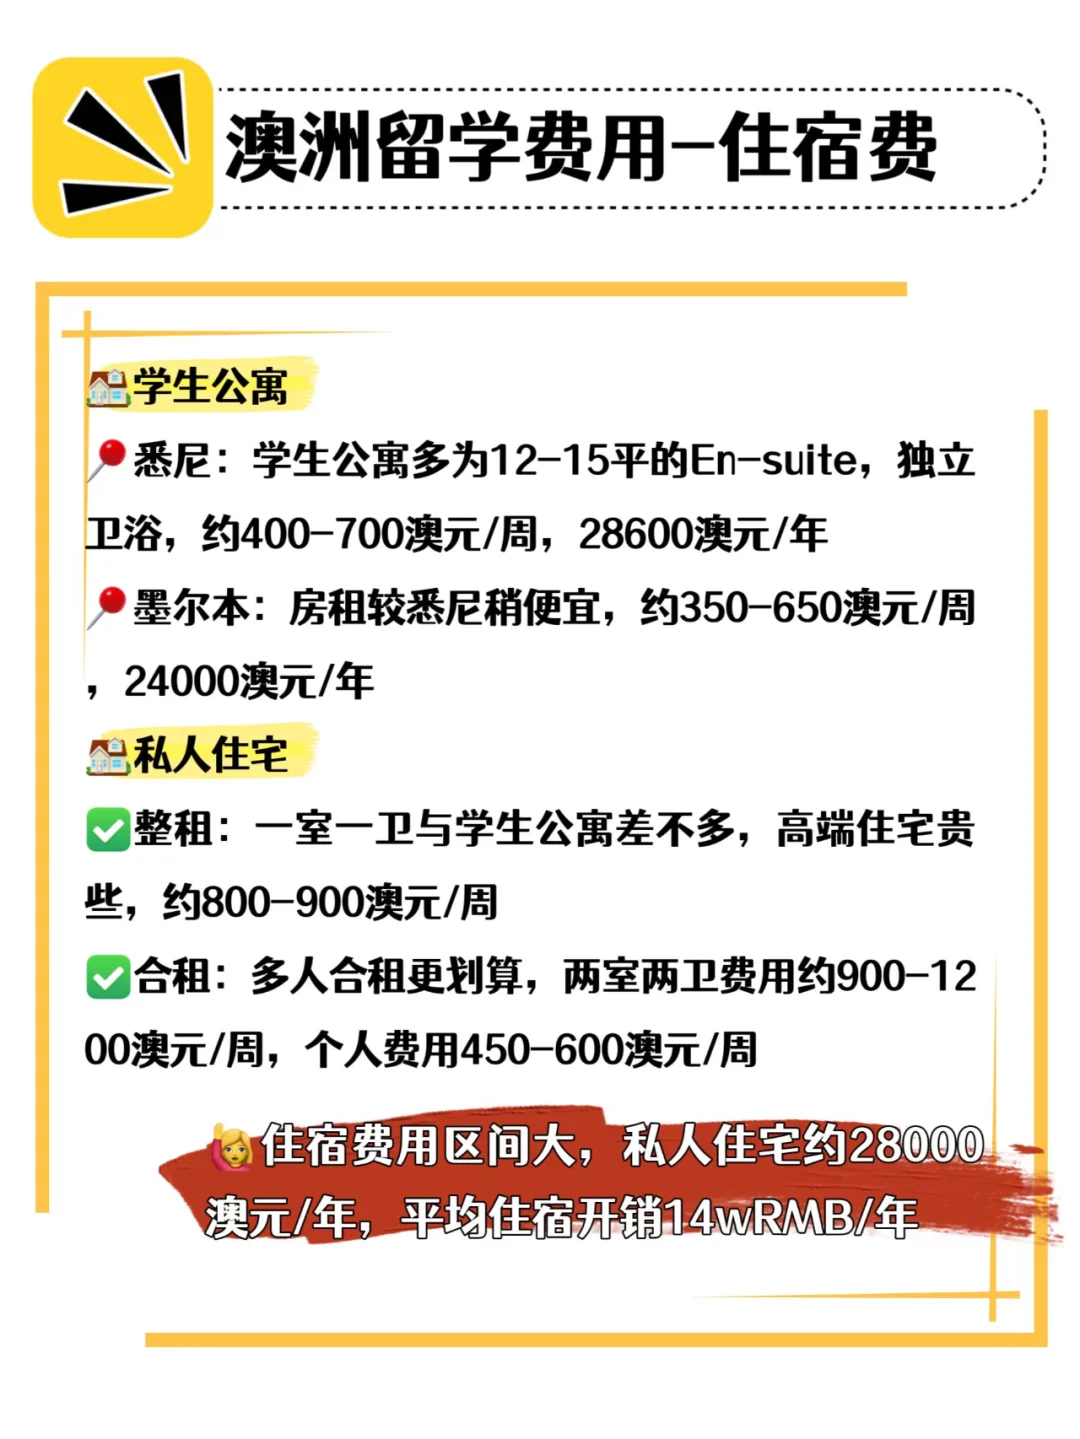 澳洲留学费用-住宿费
学生公寓
悉尼：学生公寓多为12-15平的En-suite，独立
卫浴，约400-700澳元/周，28600澳元/年
墨尔本：房租较悉尼稍便宜，约350-650澳元/周
，24000澳元/年
私人住宅
整租：一室一卫与学生公寓差不多，高端住宅贵
些，约800-900澳元/周
合租：多人合租更划算，两室两卫费用约900-12
00澳元/周，个人费用450-600澳元/周
住宿费用区间大，私人住宅约28000
澳元/年，平均住宿开销14wRMB/年